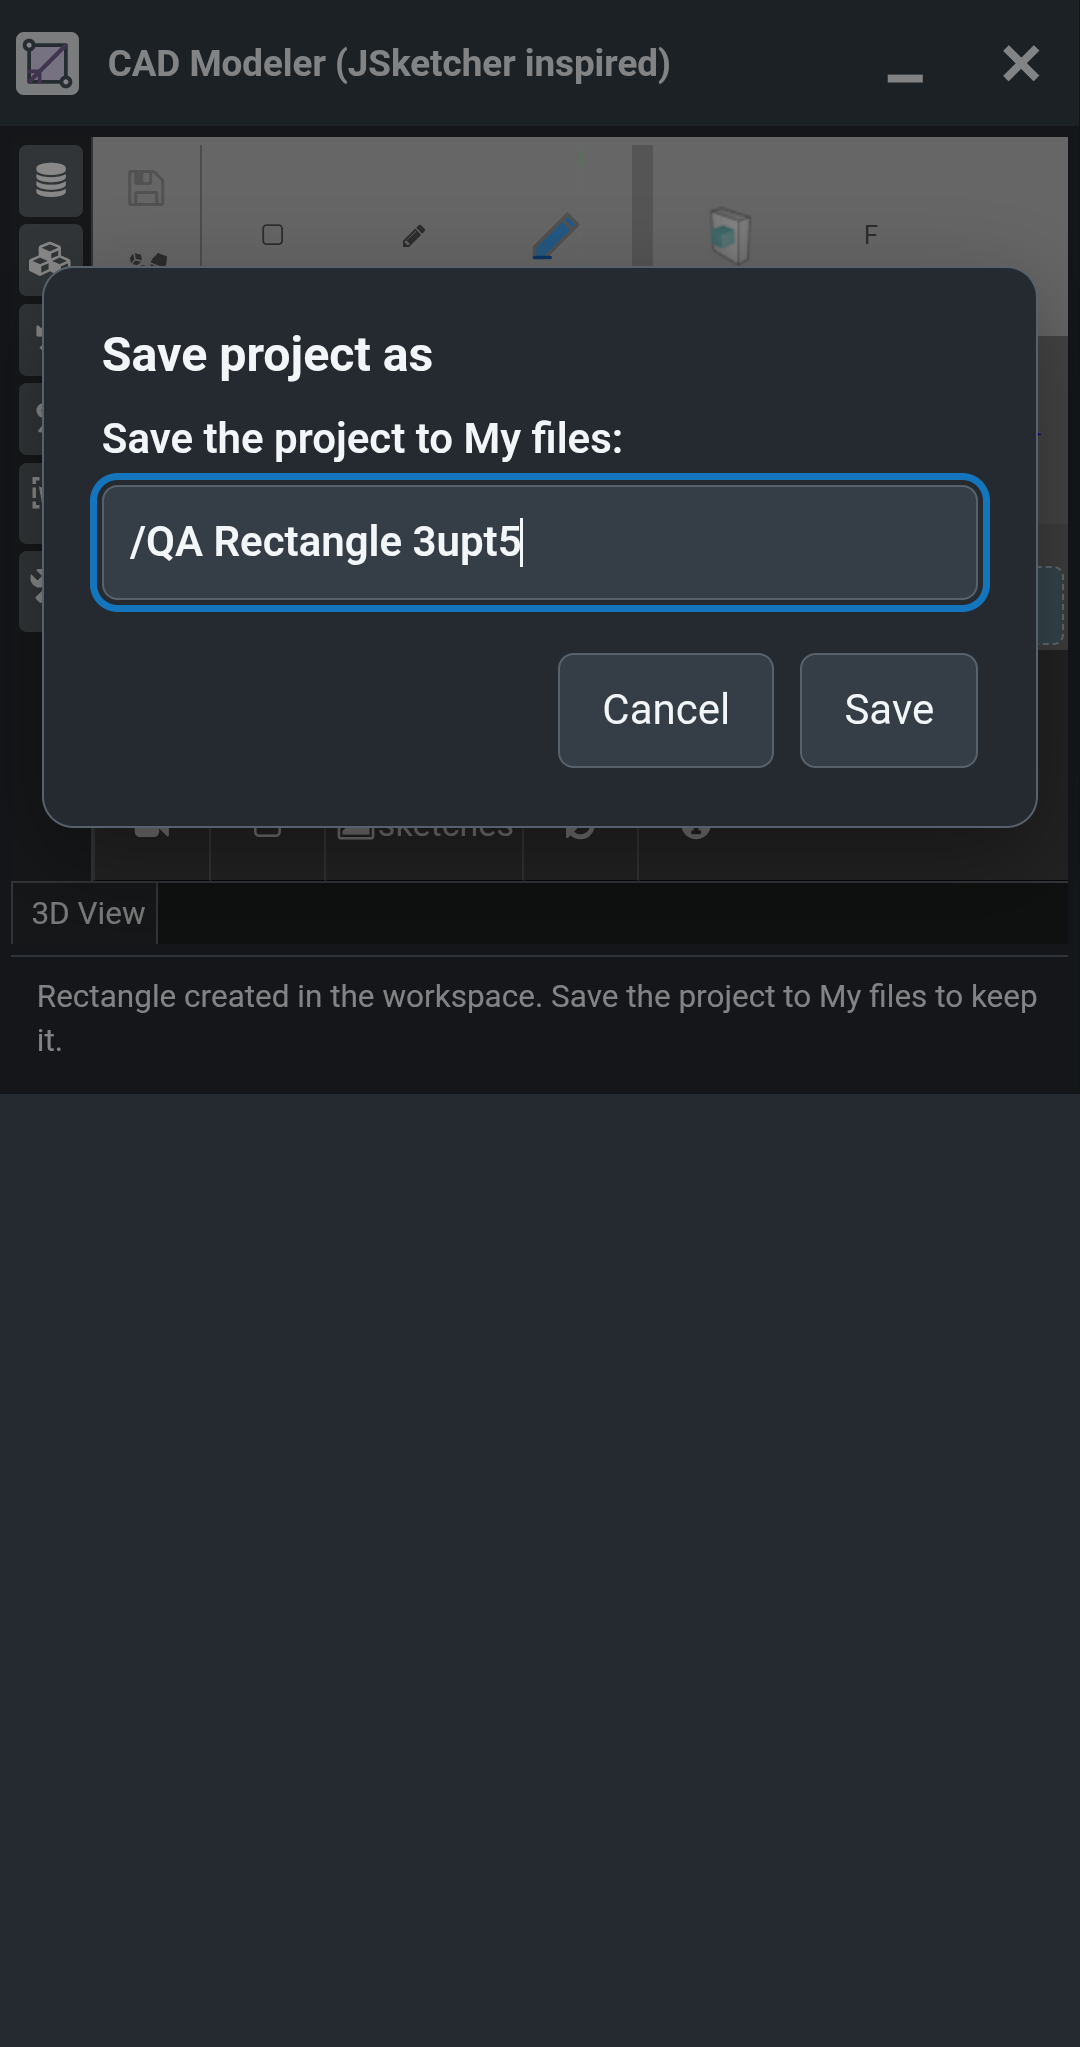 CAD Modeler (JSketcher inspired)
F
Save project as
Save the project to My files:
/QA Rectangle 3upt5
Cancel
Save
sketches
3D View
Rectangle created in the workspace. Save the project to My files to keep
it.